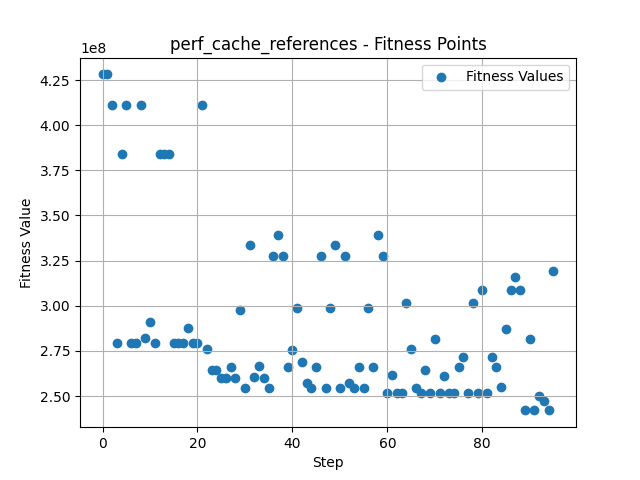 perf_cache_references - Fitness Points
1e8
Fitness Values
4.25
4.00
3.75
3.50
3.25
3.00
2.75
2.50
Fitness Value
0 20 40 60 80
Step